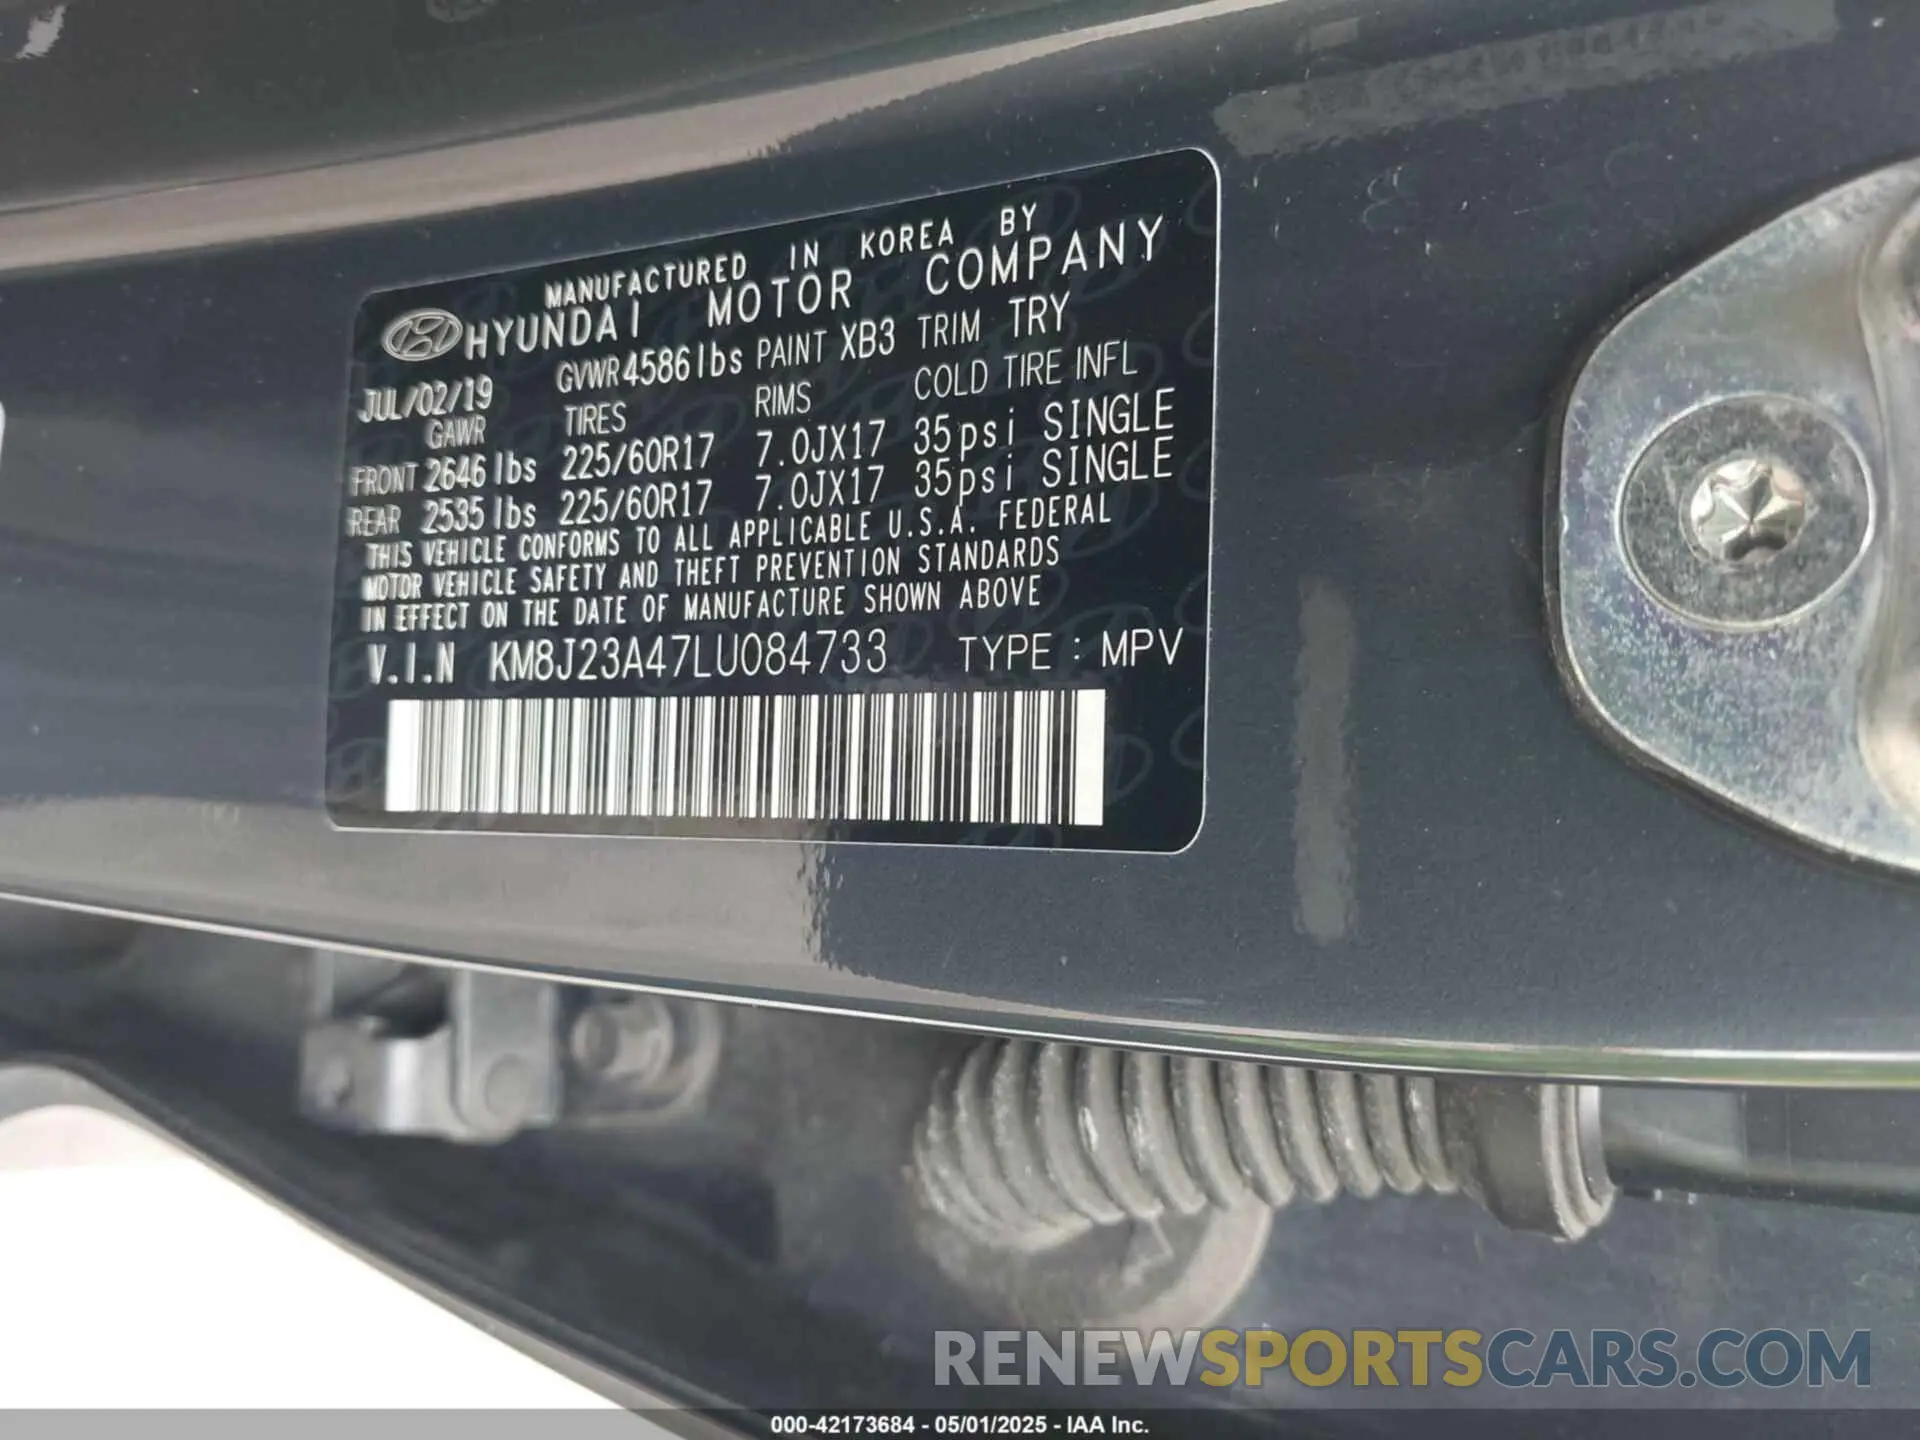 MANUFACTURED IN KOREA BY
HYUNDAI MOTOR COMPANY
JUL/02/19 GVWR 4586 lbs PAINT XB3 TRIM TRY
GAWR TIRES RIMS COLD TIRE INFL
FRONT 2646 lbs 225/60R17 7.0JX17 35psi SINGLE
REAR 2535 lbs 225/60R17 7.0JX17 35psi SINGLE
THIS VEHICLE CONFORMS TO ALL APPLICABLE U.S.A. FEDERAL
MOTOR VEHICLE SAFETY AND THEFT PREVENTION STANDARDS
IN EFFECT ON THE DATE OF MANUFACTURE SHOWN ABOVE
V.I.N KM8J23A47LU084733 TYPE : MPV
RENEWSPORTSCARS.COM
000-42173684 - 05/01/2025 - IAA Inc.